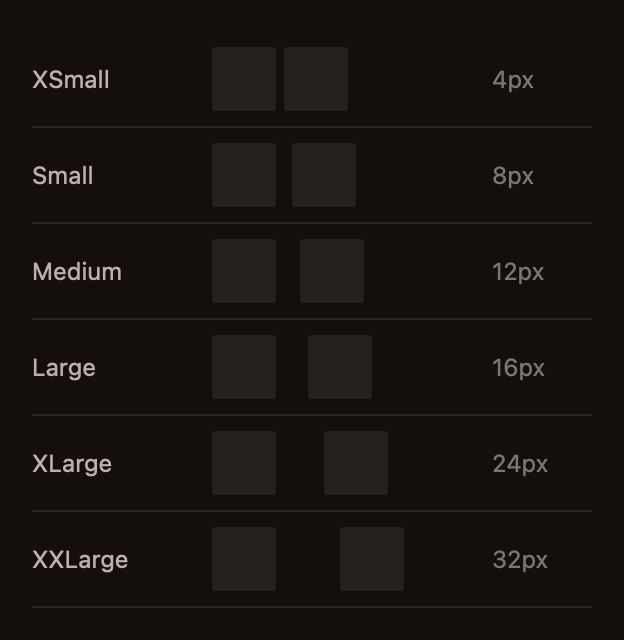 XSmall 4px
Small 8px
Medium 12px
Large 16px
XLarge 24px
XXLarge 32px